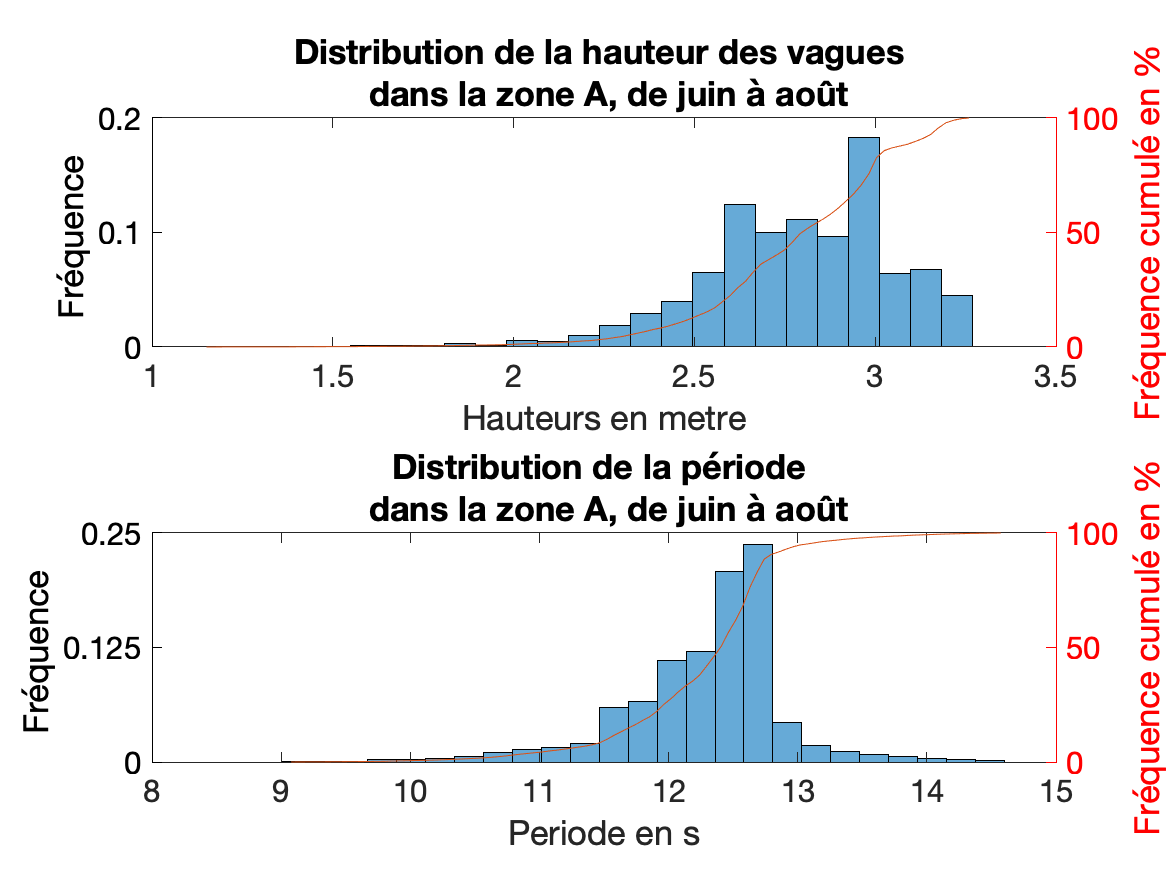 Distribution de la hauteur des vagues
dans la zone A, de juin à août
Fréquence
0.2
0.1
0
100
50
0
Fréquence cumulé en %
1 1.5 2 2.5 3 3.5
Hauteurs en metre
Distribution de la période
dans la zone A, de juin à août
Fréquence
0.25
0.125
0
100
50
0
Fréquence cumulé en %
8 9 10 11 12 13 14 15
Periode en s